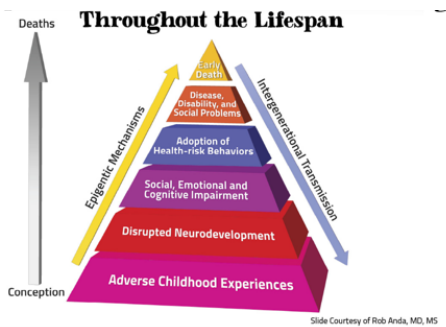 Throughout the Lifespan
Deaths
Early
Death
Disease,
Disability, and
Social Problems
Adoption of
Health-risk Behaviors
Social, Emotional and
Cognitive Impairment
Disrupted Neurodevelopment
Adverse Childhood Experiences
Epigentic Mechanisms
Intergenerational Transmission
Conception
Slide Courtesy of Rob Anda, MD, MS